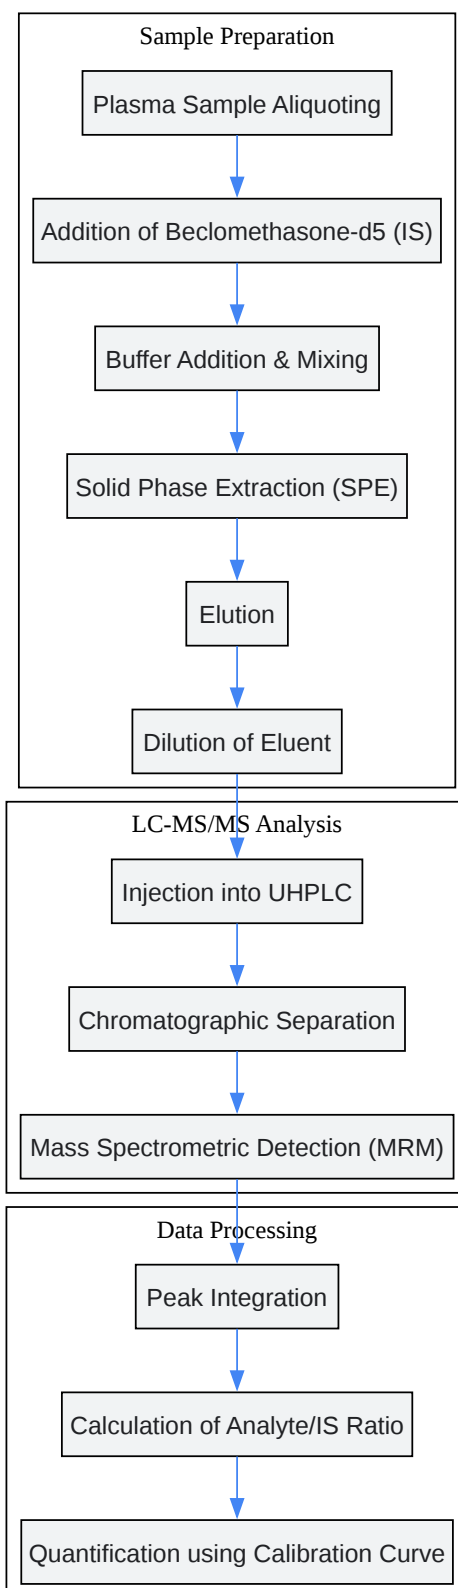 Sample Preparation
Plasma Sample Aliquoting
Addition of Beclomethasone-d5 (IS)
Buffer Addition & Mixing
Solid Phase Extraction (SPE)
Elution
Dilution of Eluent
LC-MS/MS Analysis
Injection into UHPLC
Chromatographic Separation
Mass Spectrometric Detection (MRM)
Data Processing
Peak Integration
Calculation of Analyte/IS Ratio
Quantification using Calibration Curve